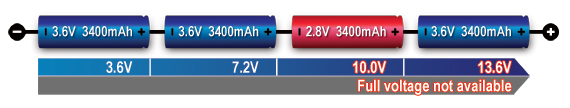 - 3.6V 3400mAh + - 3.6V 3400mAh + - 2.8V 3400mAh + - 3.6V 3400mAh +
3.6V 7.2V 10.0V 13.6V
Full voltage not available